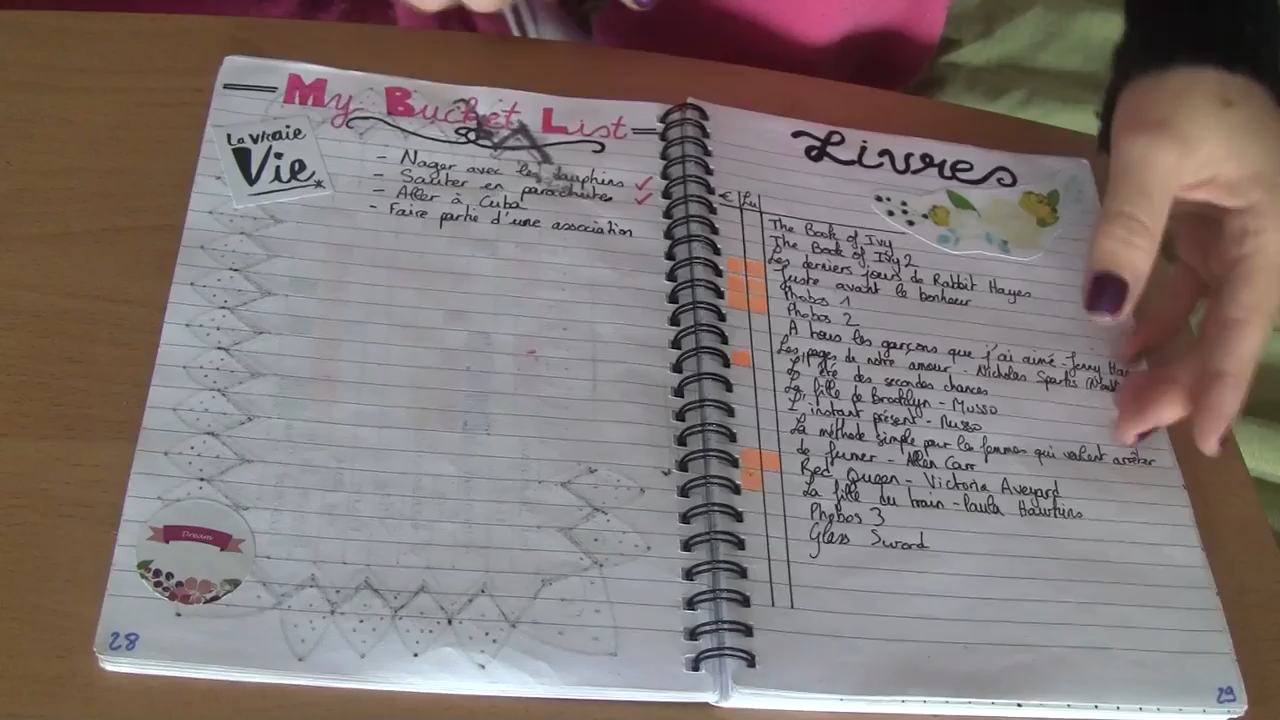 My Bucket List
La vraie
Vie
- Nager avec les dauphins ✓
- Sauter en parachute ✓
- Aller à Cuba
- Faire partie d'une association
Dream
28
Livres
€ Lu
The Book of Ivy
The Book of Ivy 2
Les derniers jours de Rabbit Hayes
Juste avant le bonheur
Phobos 1
Phobos 2
A tous les garçons que j'ai aimé - Jenny Han
Les pages de notre amour - Nicholas Sparks
L'été des secondes chances
La fille de Brooklyn - Musso
L'instant présent - Musso
La méthode simple pour les femmes qui veulent arrêter
de fumer - Allen Carr
Red Queen - Victoria Aveyard
La fille du train - Paula Hawkins
Phobos 3
Glass Sword
29